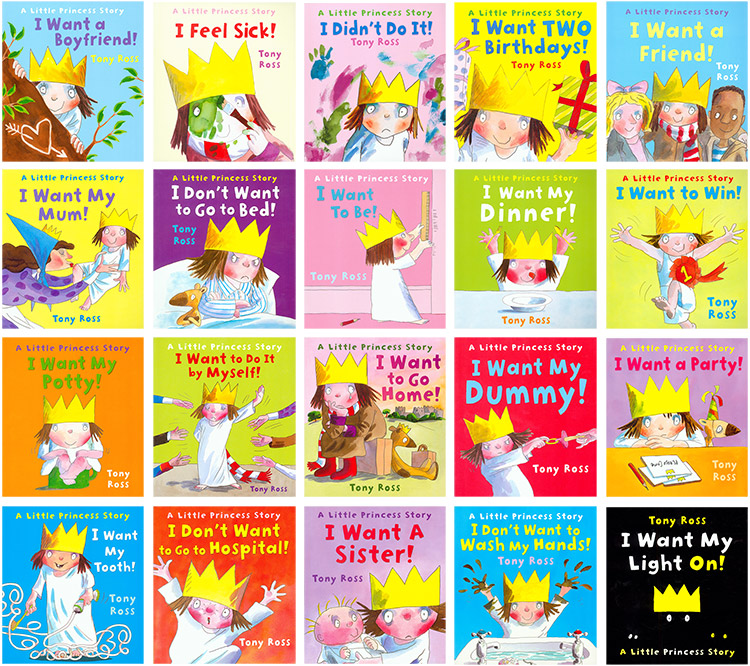 A Little Princess Story
I Want a
Boyfriend!
Tony Ross
A Little Princess Story
I Feel Sick!
Tony
Ross
A Little Princess Story
I Didn't Do It!
Tony Ross
A Little Princess Story
I Want TWO
Birthdays!
Tony Ross
A Little Princess Story
I Want a
Friend!
Tony
Ross
A Little Princess Story
I Want My
Mum!
Tony Ross
A Little Princess Story
I Don't Want
to Go to Bed!
Tony
Ross
A Little Princess Story
I Want
To Be!
Tony Ross
A Little Princess Story
I Want My
Dinner!
Tony Ross
A Little Princess Story
I Want to Win!
1
Tony
Ross
A Little Princess Story
I Want My
Potty!
Tony
Ross
A Little Princess Story
I Want to Do It
by Myself!
Tony Ross
A Little Princess Story
I Want
to Go
Home!
Tony Ross
A Little Princess Story
I Want My
Dummy!
Tony Ross
A Little Princess Story
I Want a Party!
Tony
Ross
A Little Princess Story
I Want
My
Tooth!
Tony
Ross
A Little Princess Story
I Don't Want
to Go to Hospital!
Tony Ross
A Little Princess Story
I Want A
Sister!
Tony Ross
A Little Princess Story
I Don't Want to
Wash My Hands!
Tony Ross
Tony Ross
I Want My
Light On!
A Little Princess Story